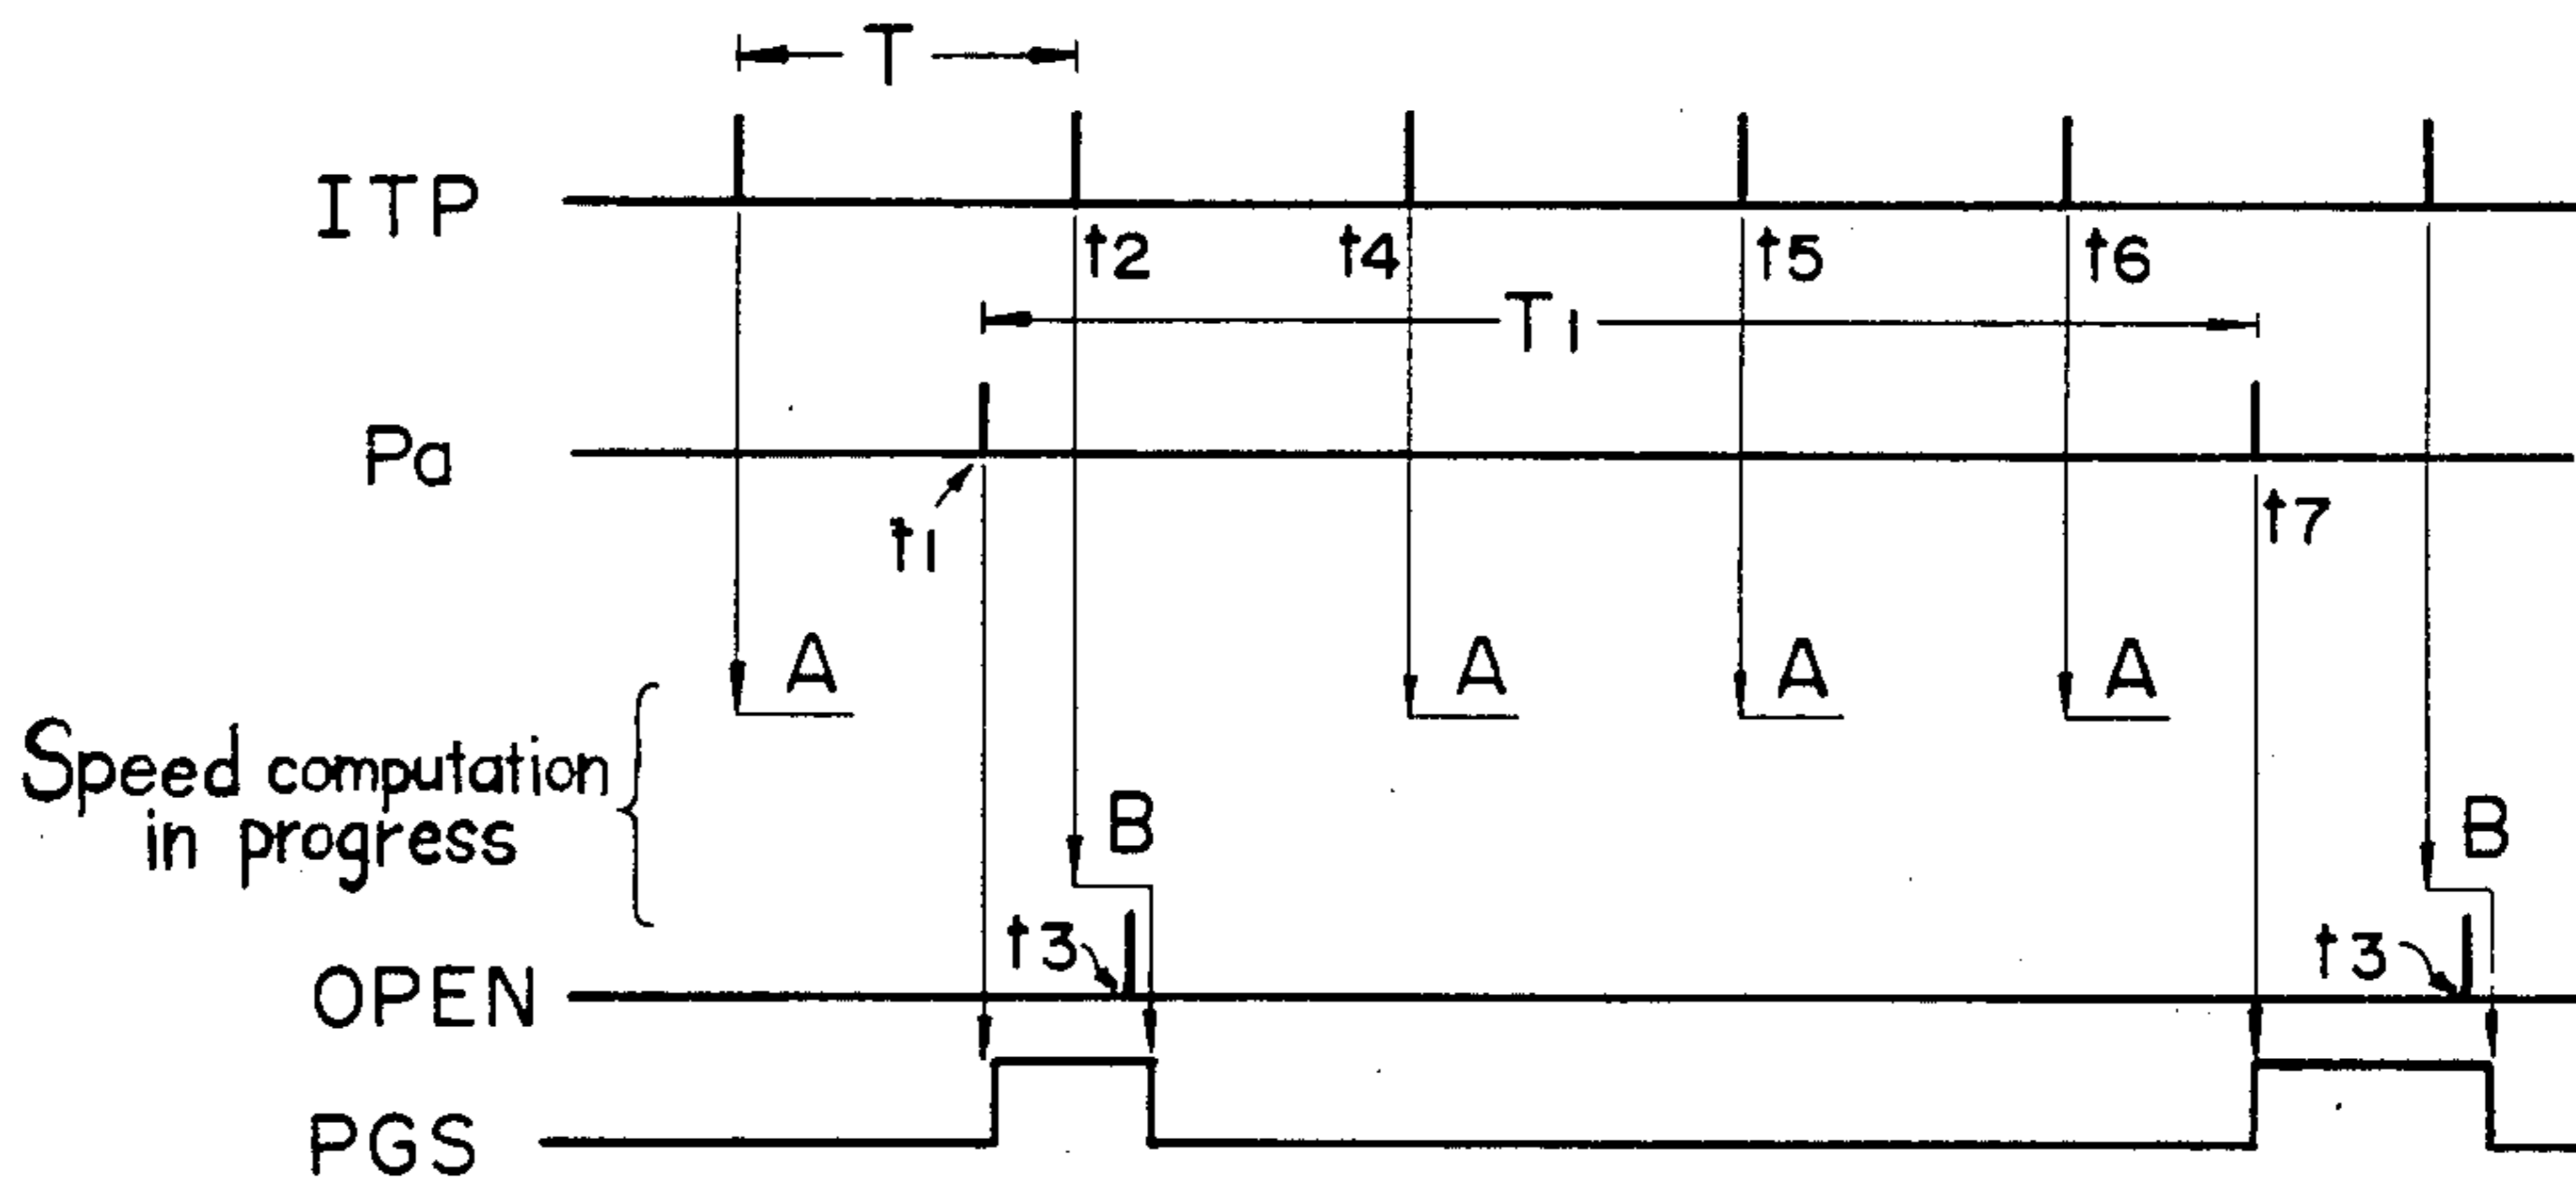 T
ITP
t2
t4
t5
t6
T1
Pa
t1
t7
A
A
A
A
Speed computation
in progress
B
B
t3
t3
OPEN
PGS